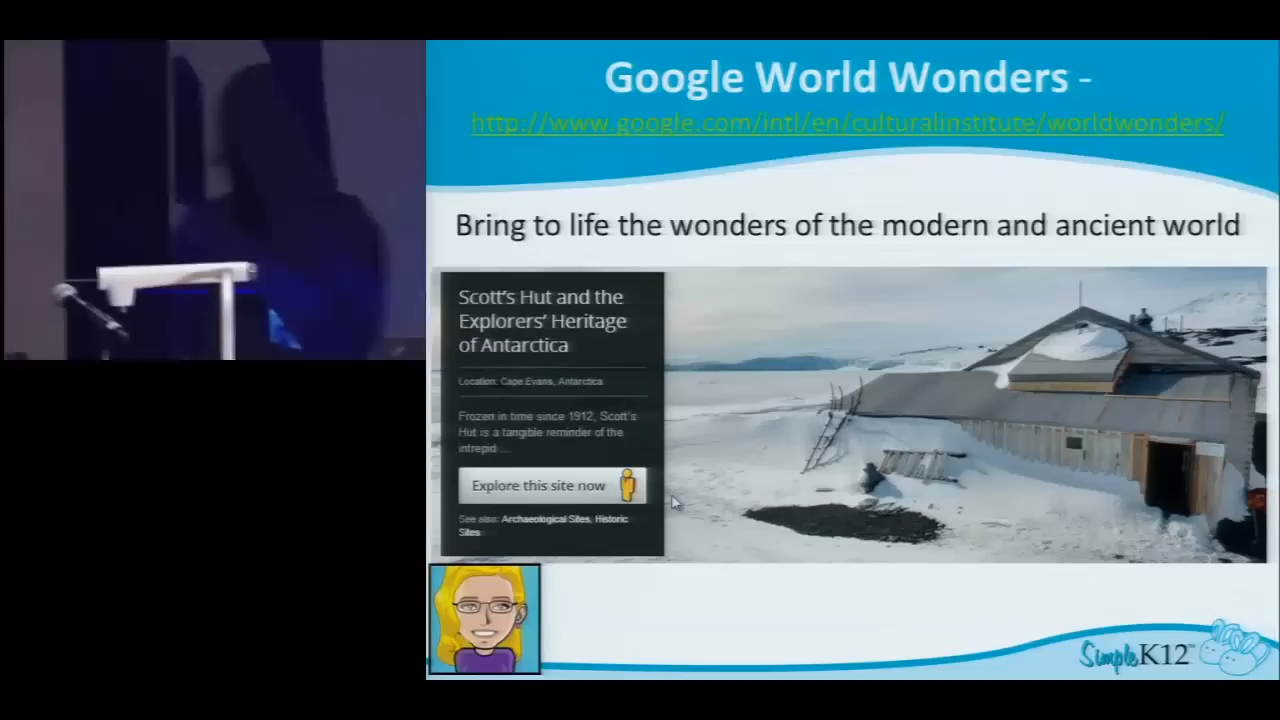 Google World Wonders -
http://www.google.com/intl/en/culturalinstitute/worldwonders/
Bring to life the wonders of the modern and ancient world
Scott's Hut and the
Explorers' Heritage
of Antarctica
Location: Cape Evans, Antarctica
Frozen in time since 1912, Scott's
Hut is a tangible reminder of the
intrepid ...
Explore this site now
See also: Archaeological Sites, Historic
Sites
SimpleK12™